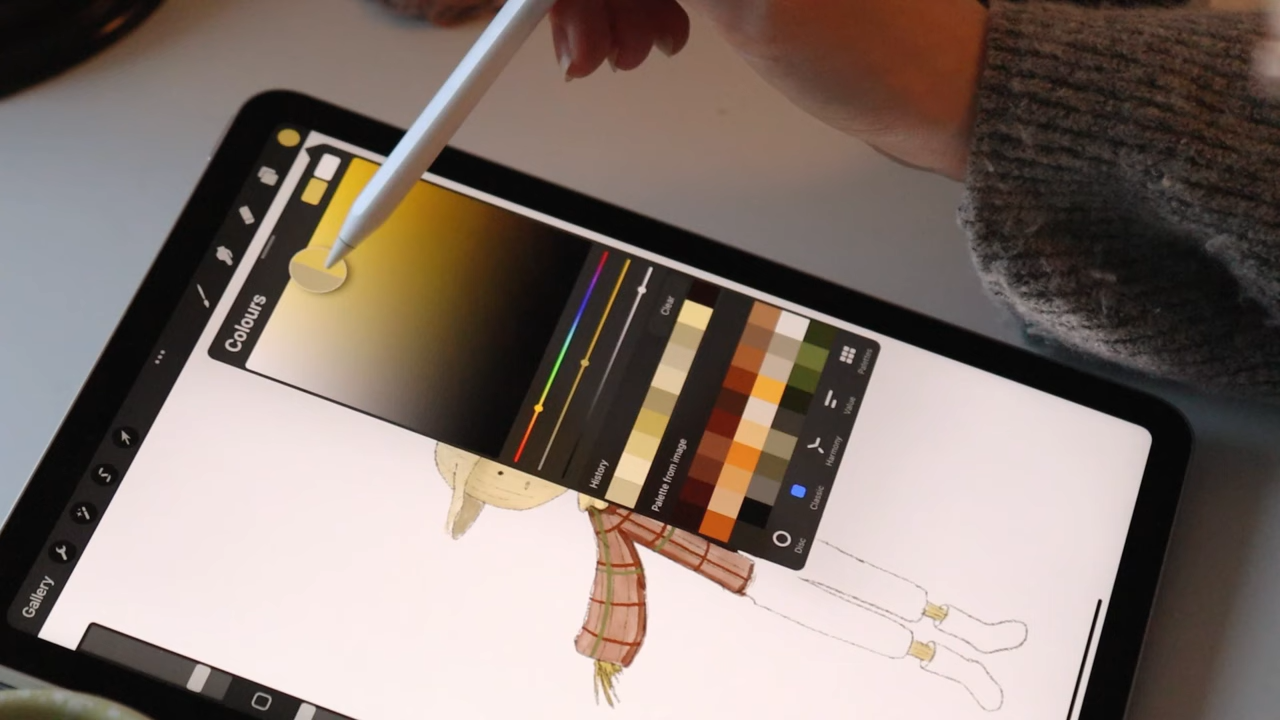 Gallery
Colours
History
Clear
Palette from image
Disc
Classic
Harmony
Value
Palettes